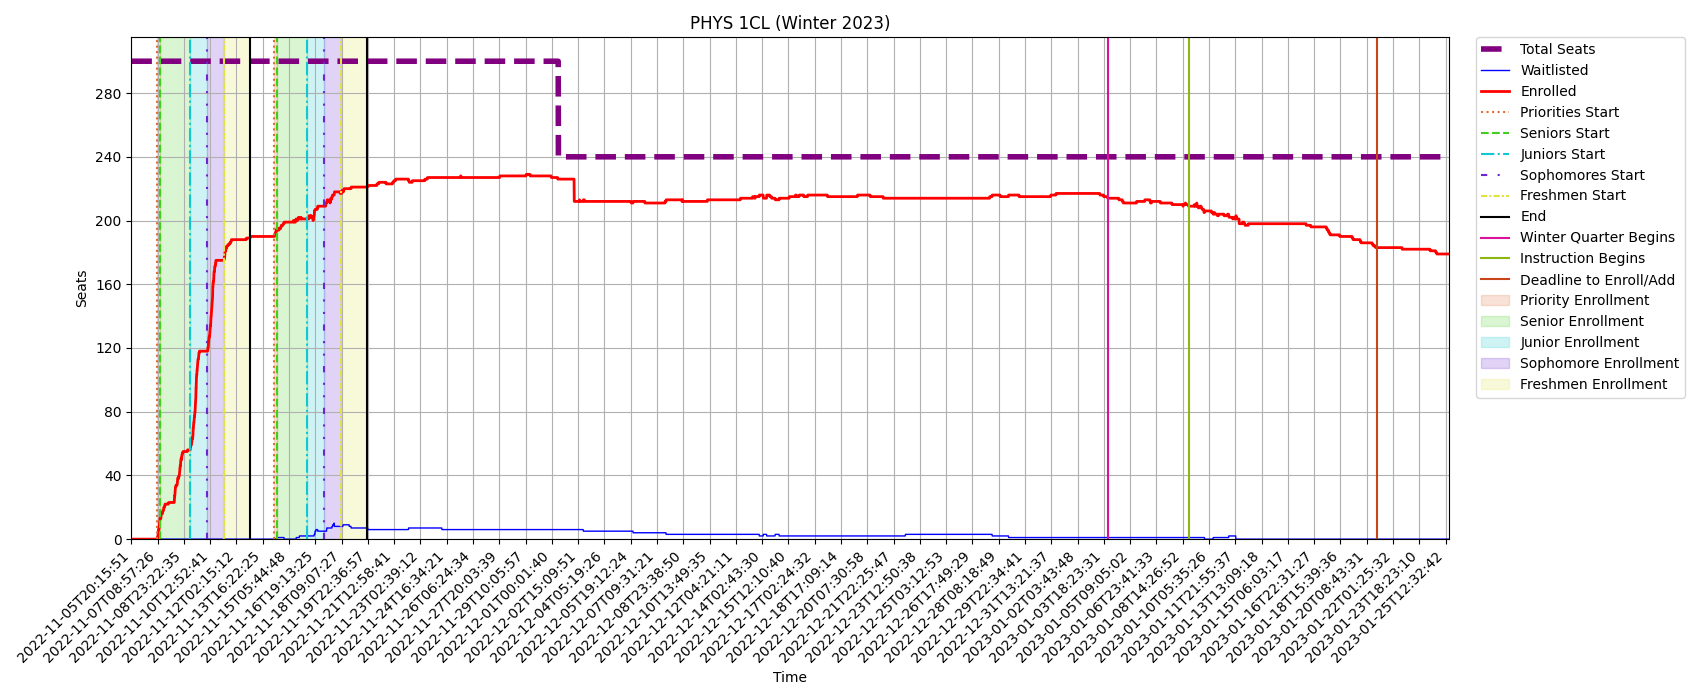 PHYS 1CL (Winter 2023)
Seats
280
240
200
160
120
80
40
0
2022-11-05T20:15:51
2022-11-07T08:57:26
2022-11-08T23:22:35
2022-11-10T12:52:41
2022-11-12T02:15:12
2022-11-13T16:22:25
2022-11-15T05:44:48
2022-11-16T19:13:25
2022-11-18T09:07:27
2022-11-19T22:36:57
2022-11-21T12:58:41
2022-11-23T02:39:12
2022-11-24T16:34:21
2022-11-26T06:24:34
2022-11-27T20:03:39
2022-11-29T10:05:57
2022-12-01T00:01:40
2022-12-02T15:09:51
2022-12-04T05:19:26
2022-12-05T19:12:24
2022-12-07T09:31:21
2022-12-08T23:38:50
2022-12-10T13:49:35
2022-12-12T04:21:11
2022-12-14T02:43:30
2022-12-15T12:10:40
2022-12-17T02:24:32
2022-12-18T17:09:14
2022-12-20T07:30:58
2022-12-21T22:25:47
2022-12-23T12:50:38
2022-12-25T03:12:53
2022-12-26T17:49:29
2022-12-28T08:18:49
2022-12-29T22:34:41
2022-12-31T13:21:37
2023-01-02T03:43:48
2023-01-03T18:23:31
2023-01-05T09:05:02
2023-01-06T23:41:33
2023-01-08T14:26:52
2023-01-10T05:35:26
2023-01-11T21:55:37
2023-01-13T13:09:18
2023-01-15T06:03:17
2023-01-16T22:31:27
2023-01-18T15:39:36
2023-01-20T08:43:31
2023-01-22T01:25:32
2023-01-23T18:23:10
2023-01-25T12:32:42
Time
Total Seats
Waitlisted
Enrolled
Priorities Start
Seniors Start
Juniors Start
Sophomores Start
Freshmen Start
End
Winter Quarter Begins
Instruction Begins
Deadline to Enroll/Add
Priority Enrollment
Senior Enrollment
Junior Enrollment
Sophomore Enrollment
Freshmen Enrollment